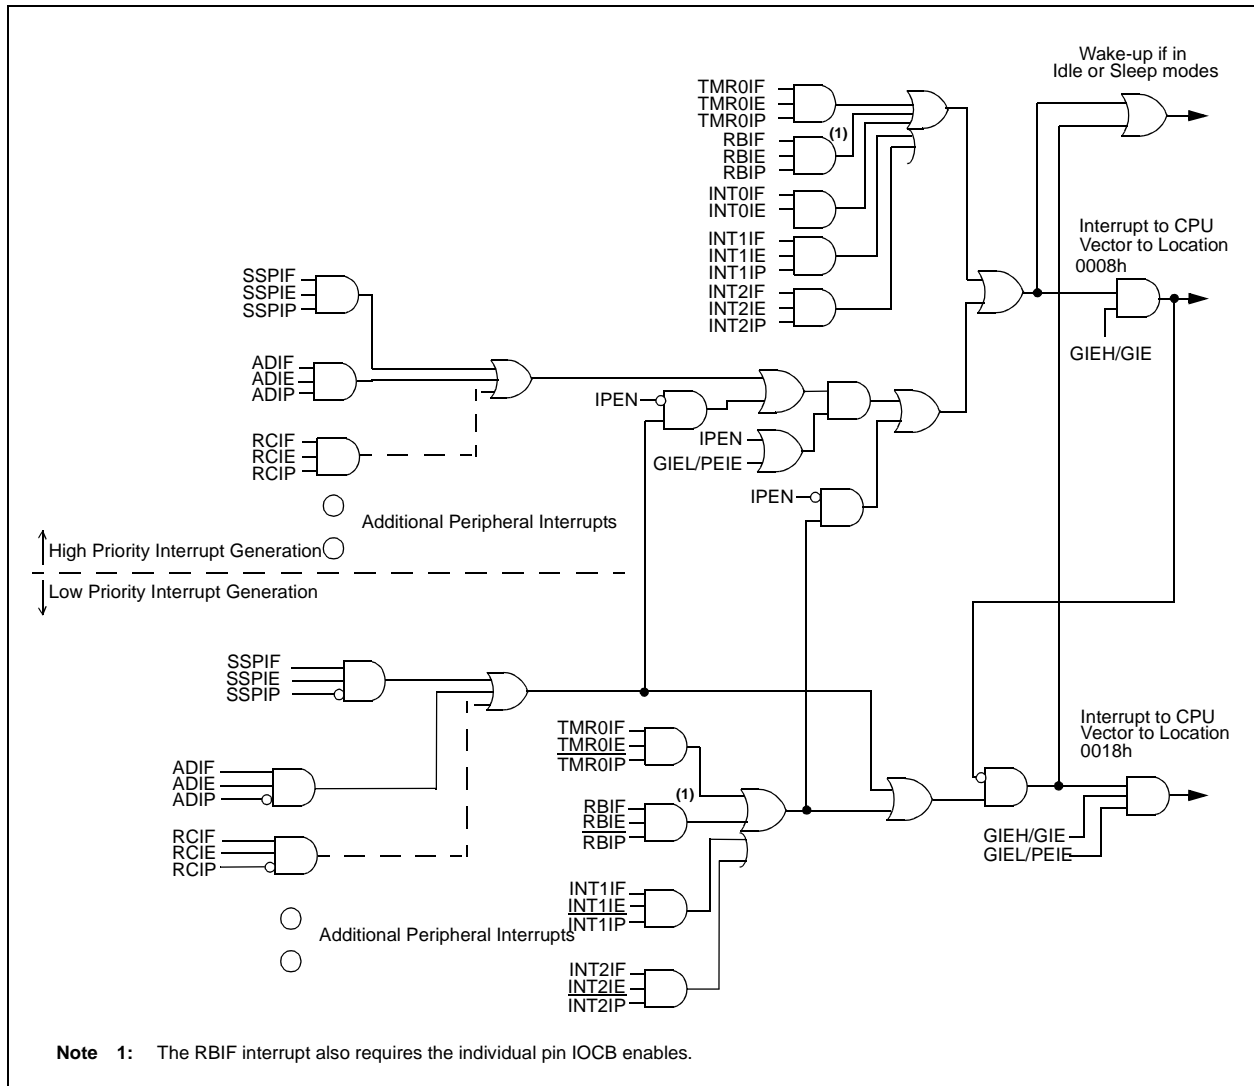 Wake-up if in
Idle or Sleep modes
TMR0IF
TMR0IE
TMR0IP
(1)
RBIF
RBIE
RBIP
INT0IF
INT0IE
INT1IF
INT1IE
INT1IP
INT2IF
INT2IE
INT2IP
Interrupt to CPU
Vector to Location
0008h
GIEH/GIE
SSPIF
SSPIE
SSPIP
ADIF
ADIE
ADIP
RCIF
RCIE
RCIP
IPEN
IPEN
GIEL/PEIE
IPEN
Additional Peripheral Interrupts
High Priority Interrupt Generation
Low Priority Interrupt Generation
SSPIF
SSPIE
SSPIP
ADIF
ADIE
ADIP
RCIF
RCIE
RCIP
Additional Peripheral Interrupts
TMR0IF
TMR0IE
TMR0IP
(1)
RBIF
RBIE
RBIP
INT1IF
INT1IE
INT1IP
INT2IF
INT2IE
INT2IP
Interrupt to CPU
Vector to Location
0018h
GIEH/GIE
GIEL/PEIE
Note 1: The RBIF interrupt also requires the individual pin IOCB enables.